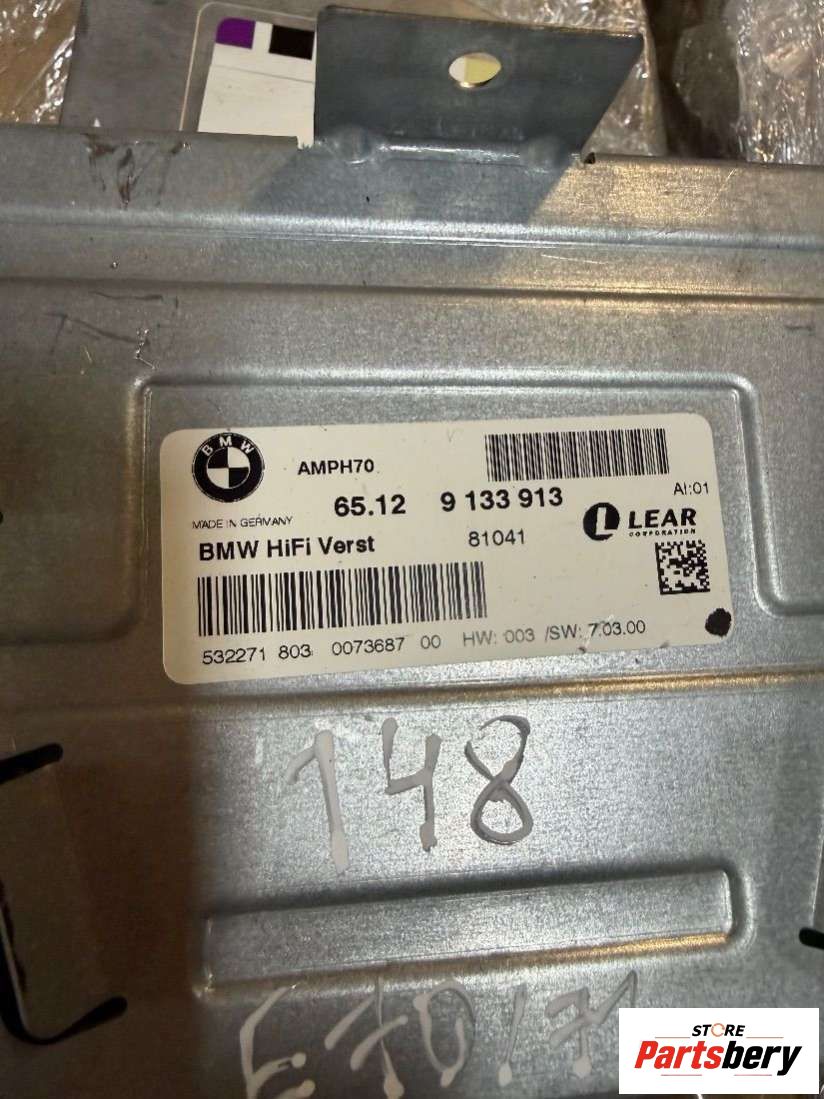 BMW
AMPH70
65.12 9 133 913
AI:01
MADE IN GERMANY
LEAR
CORPORATION
BMW HiFi Verst 81041
532271 803 0073687 00 HW: 003 /SW: 7.03.00
148
STORE
Partsbery